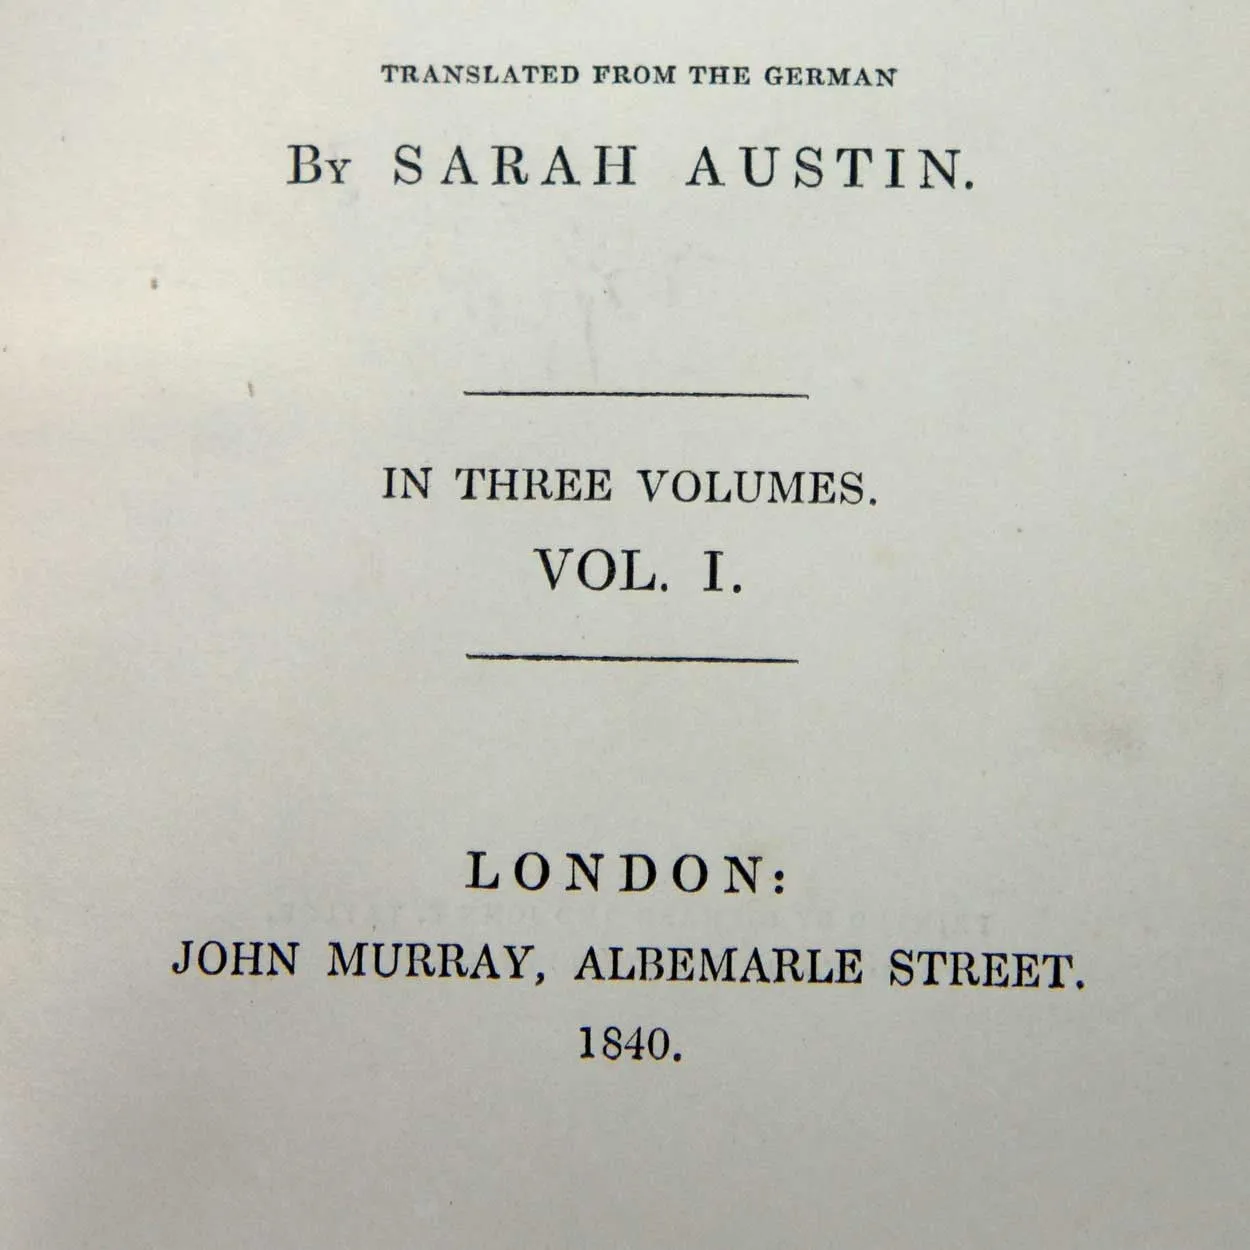 TRANSLATED FROM THE GERMAN
By SARAH AUSTIN.
IN THREE VOLUMES.
VOL. I.
LONDON:
JOHN MURRAY, ALBEMARLE STREET.
1840.